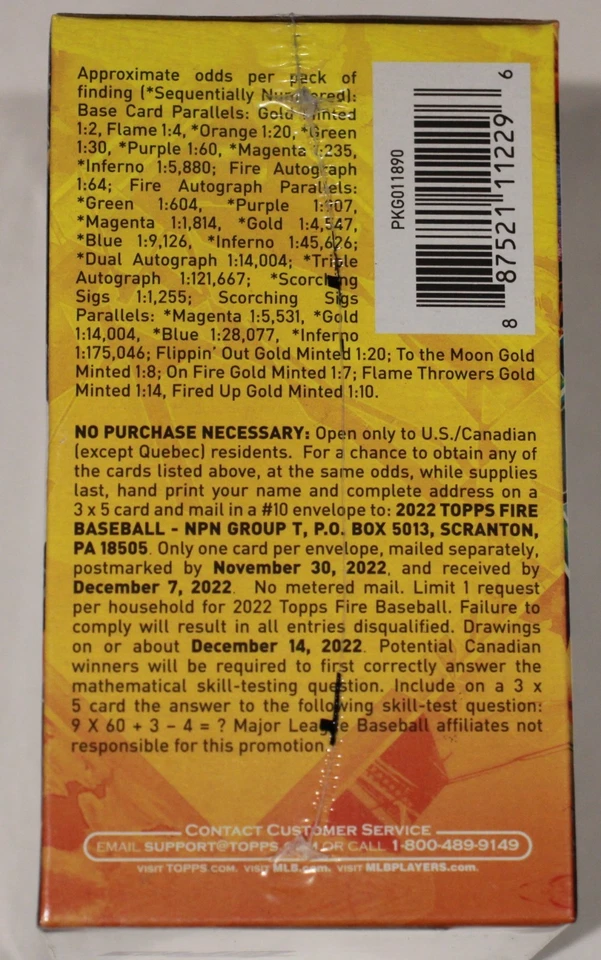 Approximate odds per pack of
finding (*Sequentially Numbered):
Base Card Parallels: Gold Minted
1:2, Flame 1:4, *Orange 1:20, *Green
1:30, *Purple 1:60, *Magenta 1:235,
*Inferno 1:5,880; Fire Autograph
1:64; Fire Autograph Parallels:
*Green 1:604, *Purple
*Magenta 1:1,814, *Gold 1:4,547,
*Blue 1:9,126, *Inferno 1:45,626;
*Dual Autograph 1:14,004; *Triple
Autograph 1:121,667; *Scorching
Sigs 1:1,255; Scorching Sigs
Parallels: *Magenta 1:5,531, *Gold
1:14,004, *Blue 1:28,077, *Inferno
1:175,046; Flippin' Out Gold Minted 1:20; To the Moon Gold
Minted 1:8; On Fire Gold Minted 1:7; Flame Throwers Gold
Minted 1:14, Fired Up Gold Minted 1:10.
PKG011890
8 87521 11229 6
NO PURCHASE NECESSARY: Open only to U.S./Canadian
(except Quebec) residents. For a chance to obtain any of
the cards listed above, at the same odds, while supplies
last, hand print your name and complete address on a
3 x 5 card and mail in a #10 envelope to: 2022 TOPPS FIRE
BASEBALL - NPN GROUP T, P.O. BOX 5013, SCRANTON,
PA 18505. Only one card per envelope, mailed separately,
postmarked by November 30, 2022, and received by
December 7, 2022. No metered mail. Limit 1 request
per household for 2022 Topps Fire Baseball. Failure to
comply will result in all entries disqualified. Drawings
on or about December 14, 2022. Potential Canadian
winners will be required to first correctly answer the
mathematical skill-testing question. Include on a 3 x
5 card the answer to the following skill-test question:
9 X 60 + 3 – 4 = ? Major League Baseball affiliates not
responsible for this promotion.
CONTACT CUSTOMER SERVICE
EMAIL SUPPORT@TOPPS OR CALL 1-800-489-9149
VISIT TOPPS.COM. VISIT MLB.com. VISIT MLBPLAYERS.com.